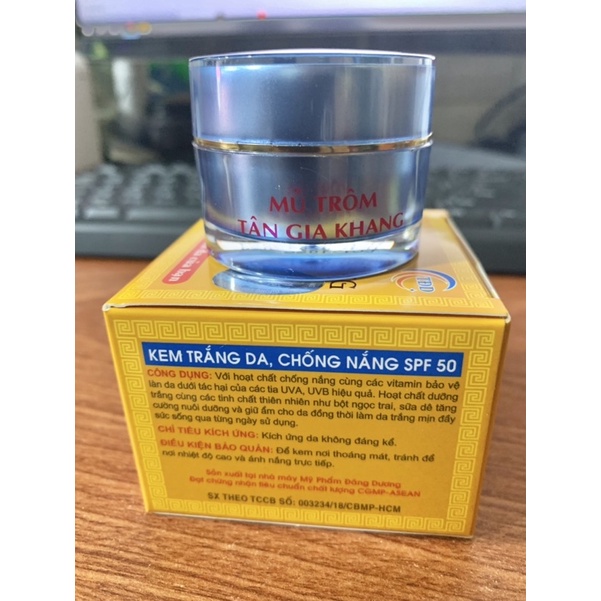 MỦ TRÔM
TÂN GIA KHANG
KEM TRẮNG DA, CHỐNG NẮNG SPF 50
CÔNG DỤNG: Với hoạt chất chống nắng cùng các vitamin bảo vệ
làn da dưới tác hại của các tia UVA, UVB hiệu quả. Hoạt chất dưỡng
trắng cùng các tinh chất thiên nhiên như bột ngọc trai, sữa dê tăng
cường nuôi dưỡng và giữ ẩm cho da đồng thời làm da trắng mịn đầy
sức sống qua từng ngày sử dụng.
CHỈ TIÊU KÍCH ỨNG: Kích ứng da không đáng kể.
ĐIỀU KIỆN BẢO QUẢN: Để kem nơi thoáng mát, tránh để
nơi nhiệt độ cao và ánh nắng trực tiếp.
Sản xuất tại nhà máy Mỹ Phẩm Đông Dương
Đạt chứng nhận tiêu chuẩn chất lượng CGMP-ASEAN
SX THEO TCCB SỐ: 003234/18/CBMP-HCM